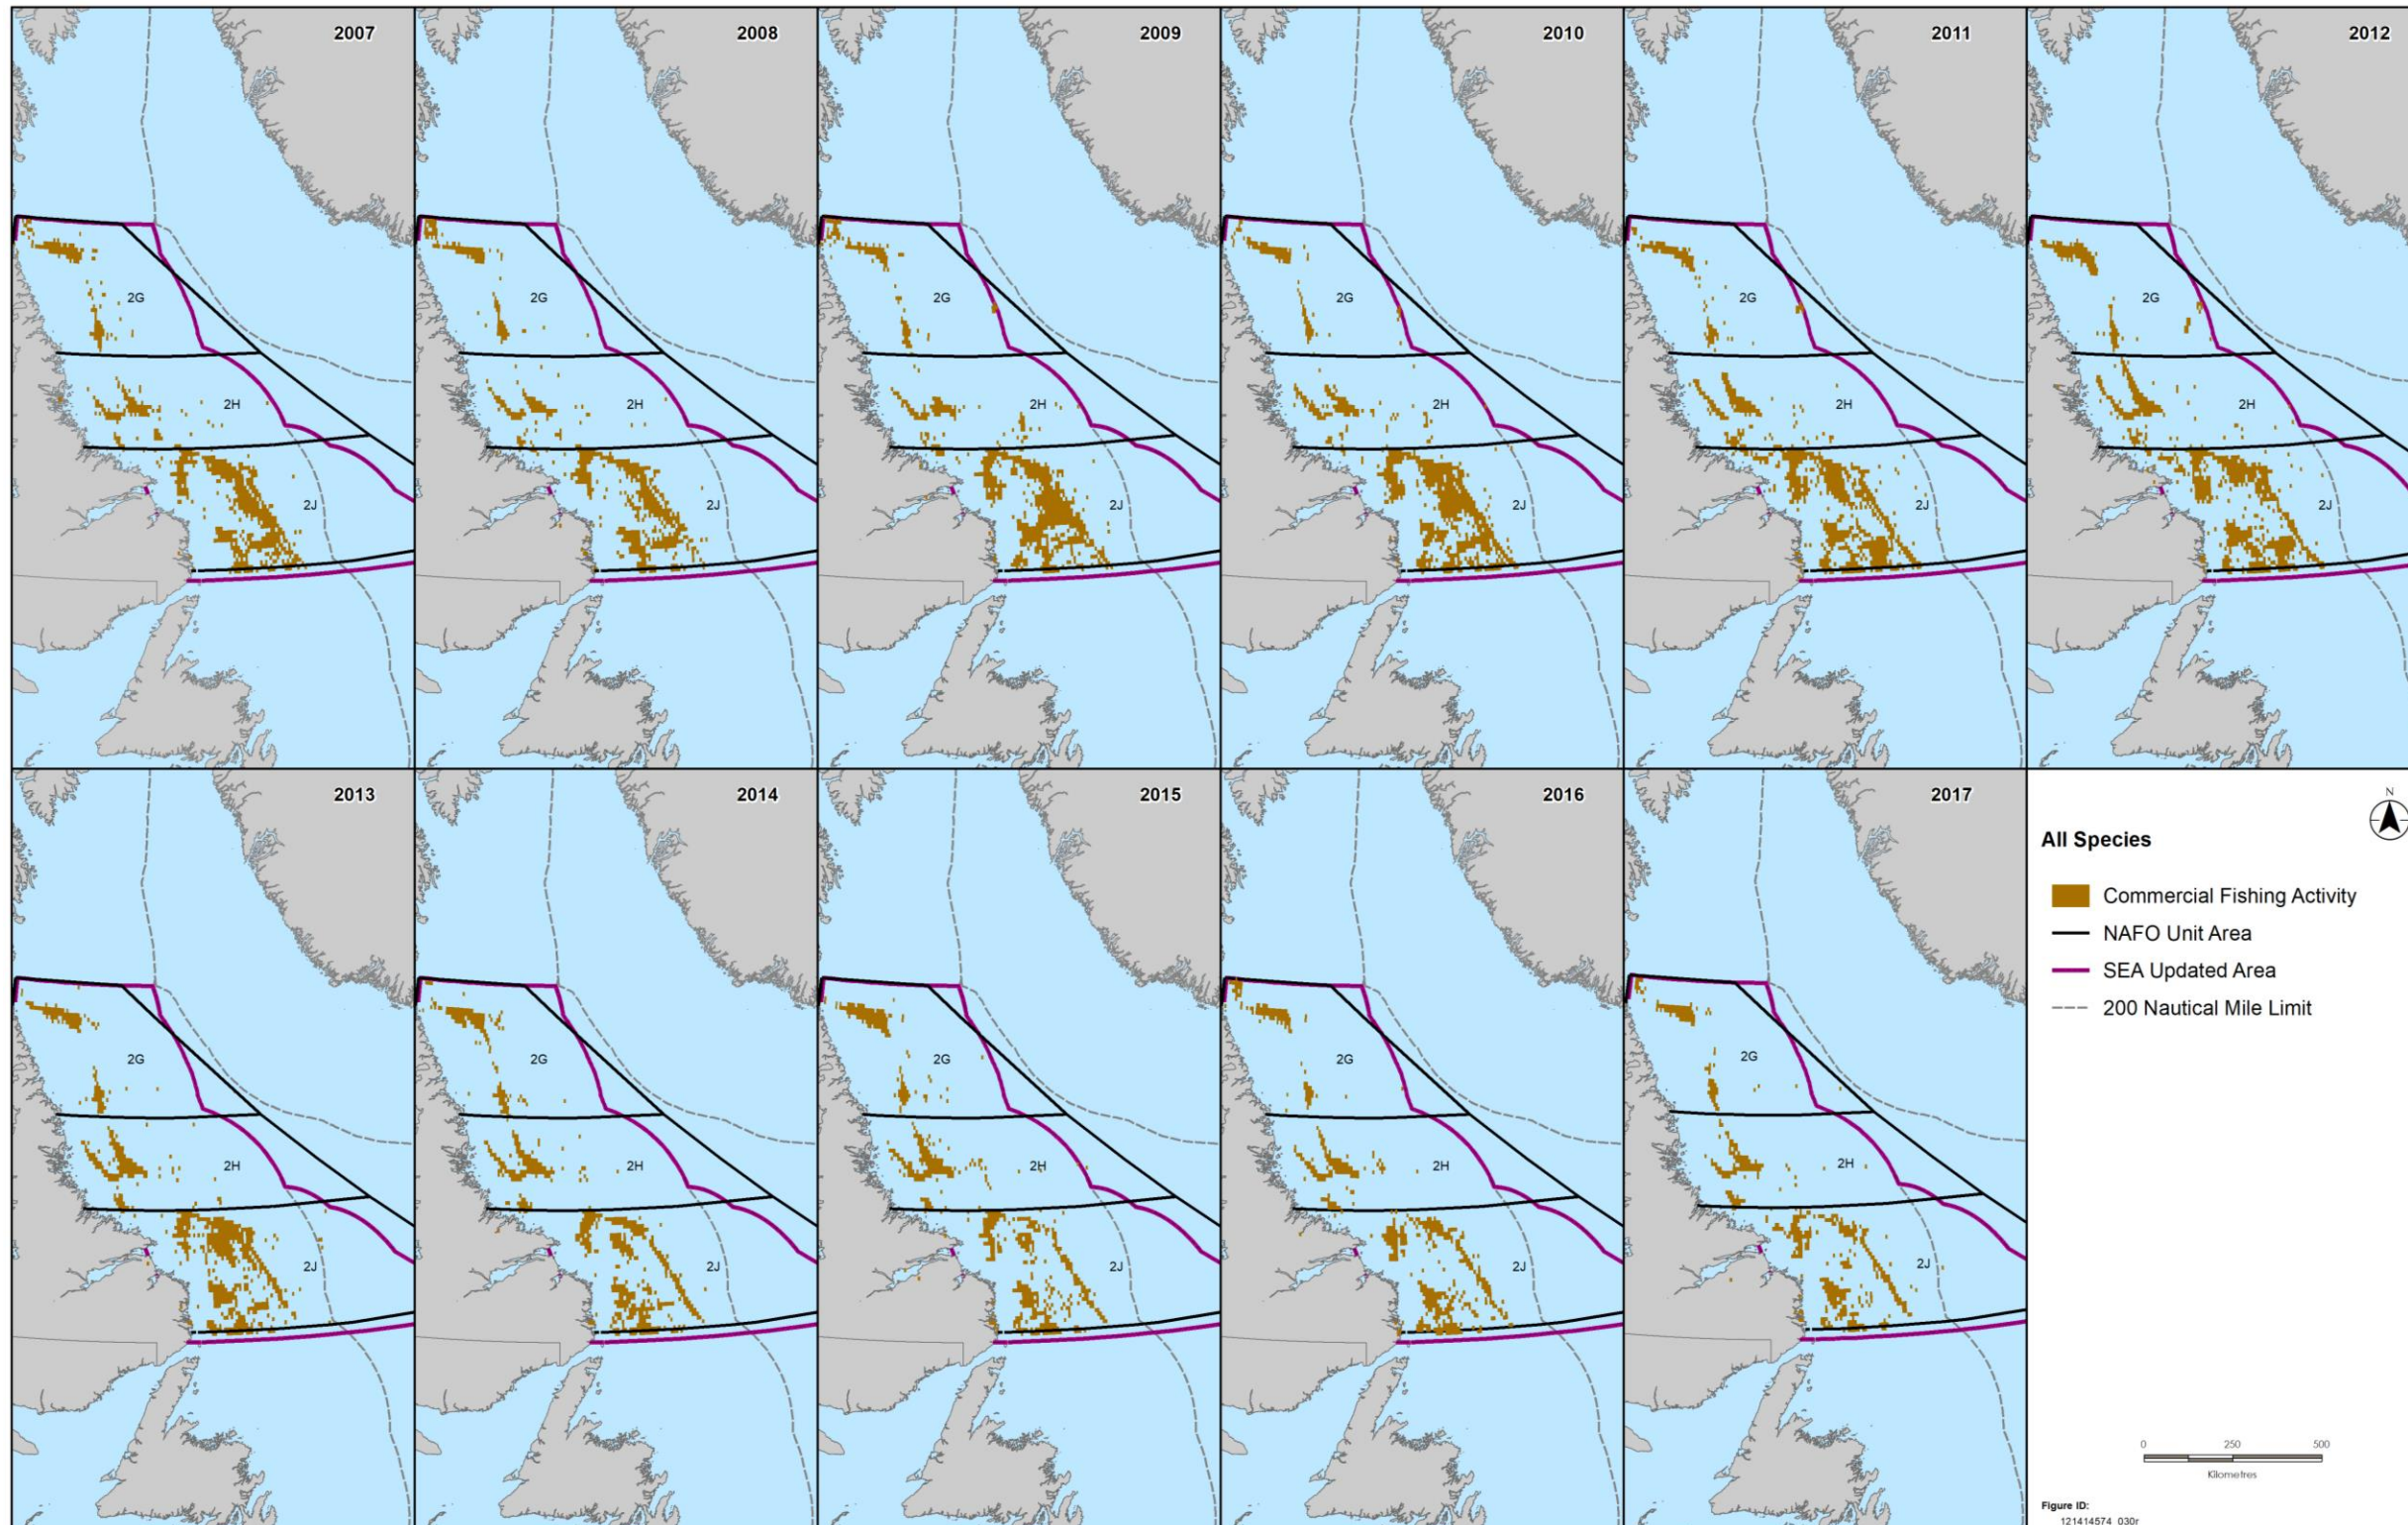 2007
2G
2H
2J
2008
2G
2H
2J
2009
2G
2H
2J
2010
2G
2H
2J
2011
2G
2H
2J
2012
2G
2H
2J
2013
2G
2H
2J
2014
2G
2H
2J
2015
2G
2H
2J
2016
2G
2H
2J
2017
2G
2H
2J
N
All Species
Commercial Fishing Activity
NAFO Unit Area
SEA Updated Area
200 Nautical Mile Limit
0 250 500
Kilometres
Figure ID:
121414574_030r